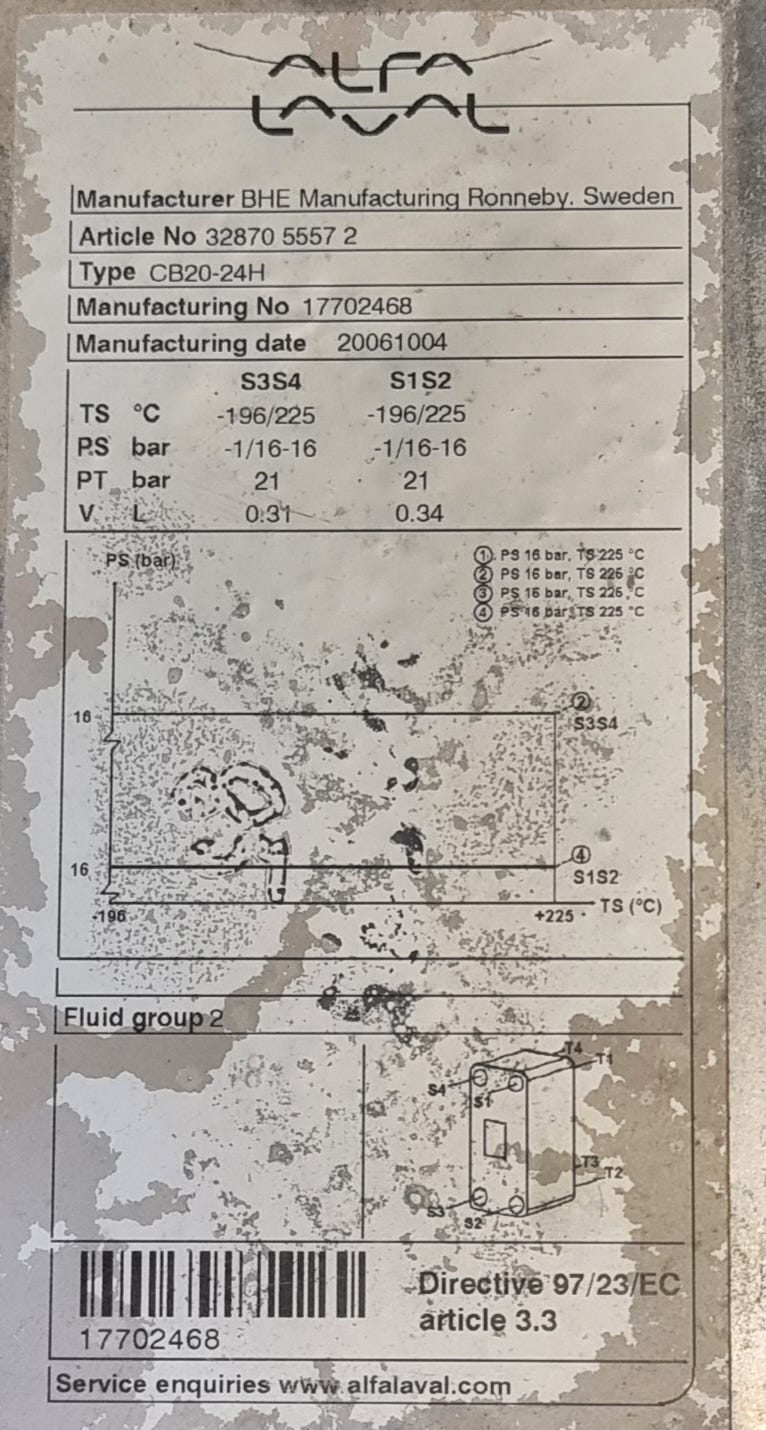 ALFA
LAVAL
Manufacturer BHE Manufacturing Ronneby. Sweden
Article No 32870 5557 2
Type CB20-24H
Manufacturing No 17702468
Manufacturing date 20061004
S3S4 S1S2
TS °C -196/225 -196/225
PS bar -1/16-16 -1/16-16
PT bar 21 21
V L 0.31 0.34
PS (bar)
① PS 16 bar, TS 225 °C
② PS 16 bar, TS 225 °C
③ PS 16 bar, TS 225 °C
④ PS 16 bar, TS 225 °C
16
②
S3S4
16
④
S1S2
-196
+225
TS (°C)
Fluid group 2
T4
T1
S4
S1
T3
T2
S3
S2
17702468
Directive 97/23/EC
article 3.3
Service enquiries www.alfalaval.com